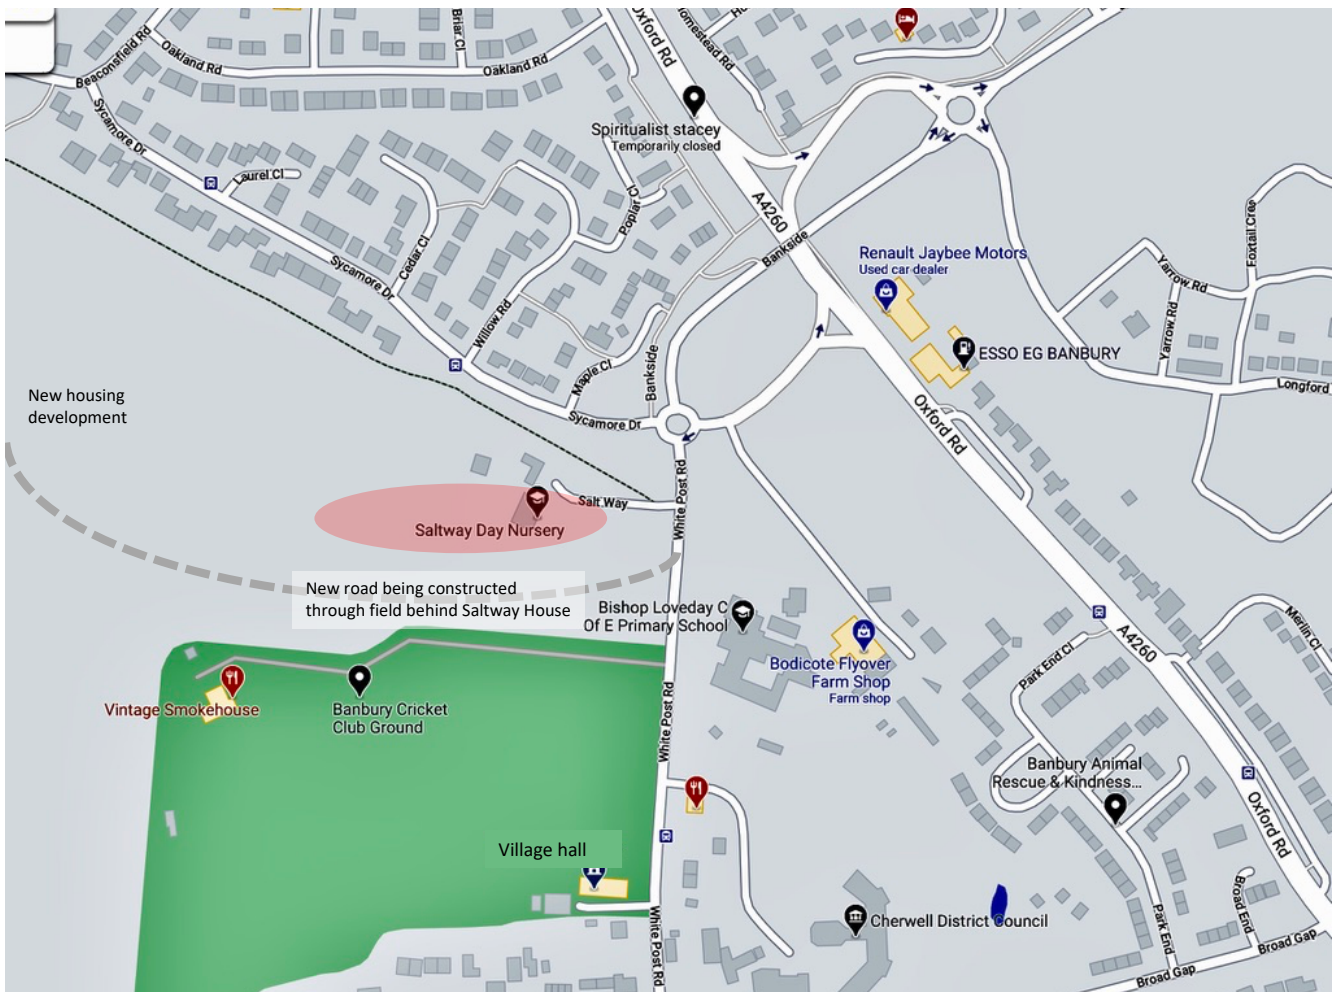 Briar Cl
Oxford Rd
Homestead Rd
Beaconsfield Rd
Oakland Rd
Oakland Rd
Sycamore Dr
Spiritualist stacey
Temporarily closed
Laurel Cl
Poplar Cl
A4260
Foxtail Cres
Cedar Cl
Bankside
Renault Jaybee Motors
Used car dealer
Yarrow Rd
Sycamore Dr
Willow Rd
Yarrow Rd
ESSO EG BANBURY
Maple Cl
Bankside
Longford
New housing
development
Sycamore Dr
Oxford Rd
Salt Way
White Post Rd
Saltway Day Nursery
New road being constructed
through field behind Saltway House
Bishop Loveday C
Of E Primary School
Merlin Cl
A4260
Bodicote Flyover
Farm Shop
Farm shop
Park End Cl
Vintage Smokehouse
Banbury Cricket
Club Ground
White Post Rd
Banbury Animal
Rescue & Kindness...
Oxford Rd
Village hall
Cherwell District Council
Broad End
Park End
White Post Rd
Broad Gap
Broad Gap